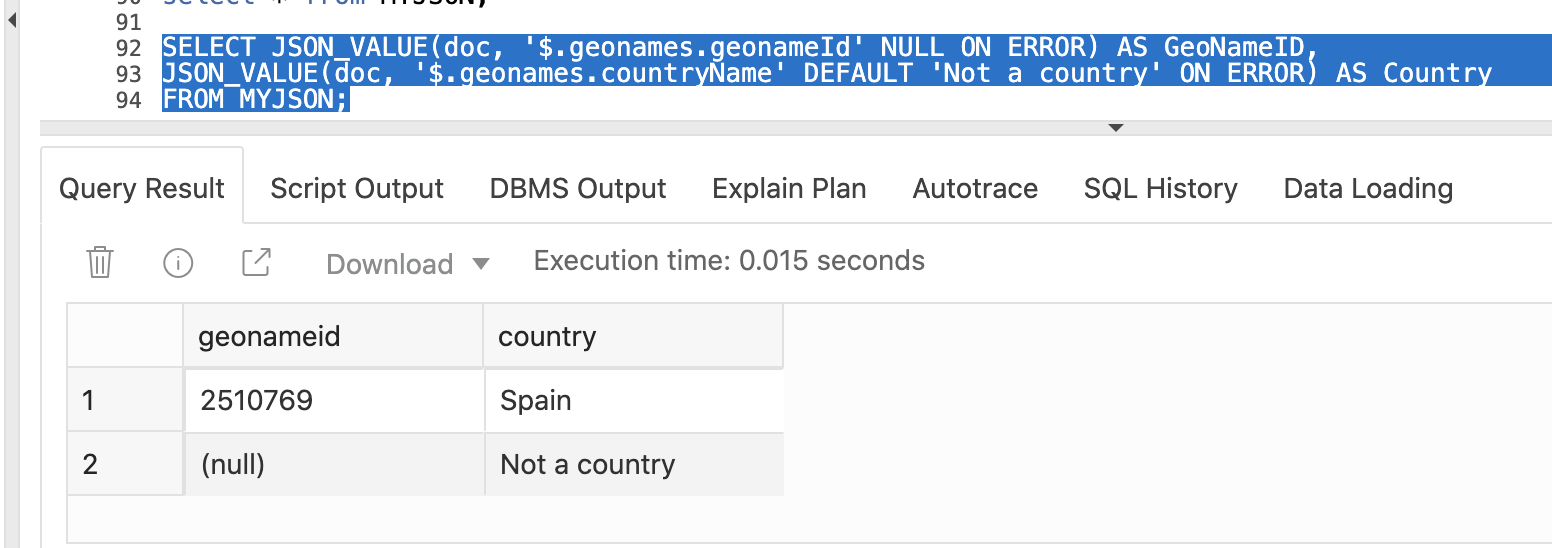 90 select * from MYJSON;
91
92 SELECT JSON_VALUE(doc, '$.geonames.geonameId' NULL ON ERROR) AS GeoNameID,
93 JSON_VALUE(doc, '$.geonames.countryName' DEFAULT 'Not a country' ON ERROR) AS Country
94 FROM MYJSON;
Query Result Script Output DBMS Output Explain Plan Autotrace SQL History Data Loading
Download Execution time: 0.015 seconds
geonameid country
1 2510769 Spain
2 (null) Not a country